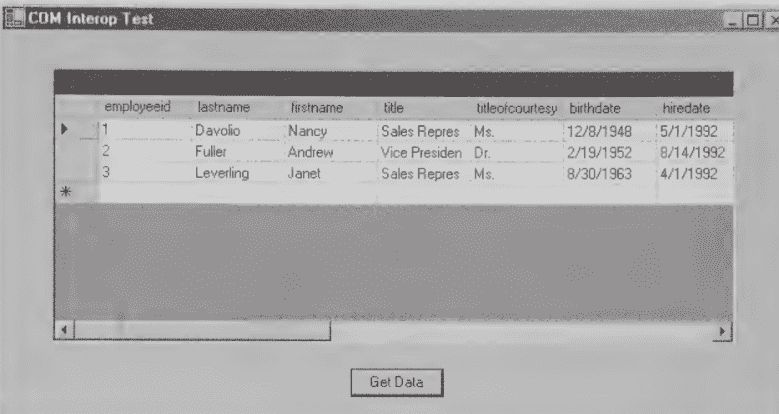 COM Interop Test
employeeid lastname firstname title titleofcourtesy birthdate hiredate
1 Davolio Nancy Sales Repres Ms. 12/8/1948 5/1/1992
2 Fuller Andrew Vice Presiden Dr. 2/19/1952 8/14/1992
3 Leverling Janet Sales Repres Ms. 8/30/1963 4/1/1992
*
Get Data